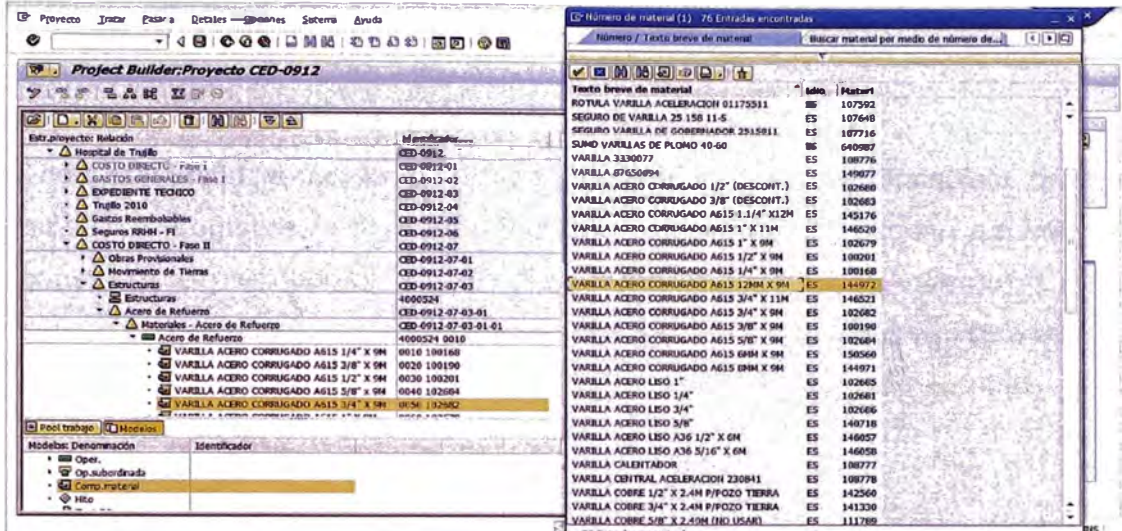 Proyecto Tratar Pasar a Detalles Sistema Ayuda
Project Builder:Proyecto CED-0912
Estr.proyecto: Relación Identificador
Hospital de Trujillo CED-0912
COSTO DIRECTO - Fase I CED-0912-01
GASTOS GENERALES - Fase I CED-0912-02
EXPEDIENTE TECNICO CED-0912-03
Trujillo 2010 CED-0912-04
Gastos Reembolsables CED-0912-05
Seguros RRHH - FI CED-0912-06
COSTO DIRECTO - Fase II CED-0912-07
Obras Provisionales CED-0912-07-01
Movimiento de Tierras CED-0912-07-02
Estructuras CED-0912-07-03
Estructuras 4000524
Acero de Refuerzo CED-0912-07-03-01
Materiales - Acero de Refuerzo CED-0912-07-03-01-01
Acero de Refuerzo 4000524 0010
VARILLA ACERO CORRUGADO A615 1/4" X 9M 0010 100168
VARILLA ACERO CORRUGADO A615 3/8" X 9M 0020 100190
VARILLA ACERO CORRUGADO A615 1/2" X 9M 0030 100201
VARILLA ACERO CORRUGADO A615 5/8" X 9M 0040 102684
VARILLA ACERO CORRUGADO A615 3/4" X 9M 0050 102682
Pool trabajo Modelos
Modelos: Denominación Identificador
Oper.
Op.subordinada
Comp.material
Hito
Número de material (1) 76 Entradas encontradas
Número / Texto breve de material Buscar material por medio de número de...
Texto breve de material Idio Materl
ROTULA VARILLA ACELERACION 01175511 ES 107592
SEGURO DE VARILLA 25 158 11-S ES 107648
SEGURO VARILLA DE GOBERNADOR 2515811 ES 107716
SUMD VARILLAS DE PLOMO 40-60 ES 640987
VARILLA 3330077 ES 108776
VARILLA 87650894 ES 149077
VARILLA ACERO CORRUGADO 1/2" (DESCONT.) ES 102680
VARILLA ACERO CORRUGADO 3/8" (DESCONT.) ES 102683
VARILLA ACERO CORRUGADO A615 1.1/4" X12M ES 145176
VARILLA ACERO CORRUGADO A615 1" X 11M ES 146520
VARILLA ACERO CORRUGADO A615 1" X 9M ES 102679
VARILLA ACERO CORRUGADO A615 1/2" X 9M ES 100201
VARILLA ACERO CORRUGADO A615 1/4" X 9M ES 100168
VARILLA ACERO CORRUGADO A615 12MM X 9M ES 144972
VARILLA ACERO CORRUGADO A615 3/4" X 11M ES 146521
VARILLA ACERO CORRUGADO A615 3/4" X 9M ES 102682
VARILLA ACERO CORRUGADO A615 3/8" X 9M ES 100190
VARILLA ACERO CORRUGADO A615 5/8" X 9M ES 102684
VARILLA ACERO CORRUGADO A615 6MM X 9M ES 150560
VARILLA ACERO CORRUGADO A615 8MM X 9M ES 144971
VARILLA ACERO LISO 1" ES 102685
VARILLA ACERO LISO 1/4" ES 102681
VARILLA ACERO LISO 3/4" ES 102686
VARILLA ACERO LISO 5/8" ES 140718
VARILLA ACERO LISO A36 1/2" X 6M ES 146057
VARILLA ACERO LISO A36 5/16" X 6M ES 146058
VARILLA CALENTADOR ES 108777
VARILLA CENTRAL ACELERACION 230841 ES 108778
VARILLA COBRE 1/2" X 2.4M P/POZO TIERRA ES 142560
VARILLA COBRE 3/4" X 2.4M P/POZO TIERRA ES 141330
VARILLA COBRE 5/8" X 2.40M (NO USAR) ES 111789